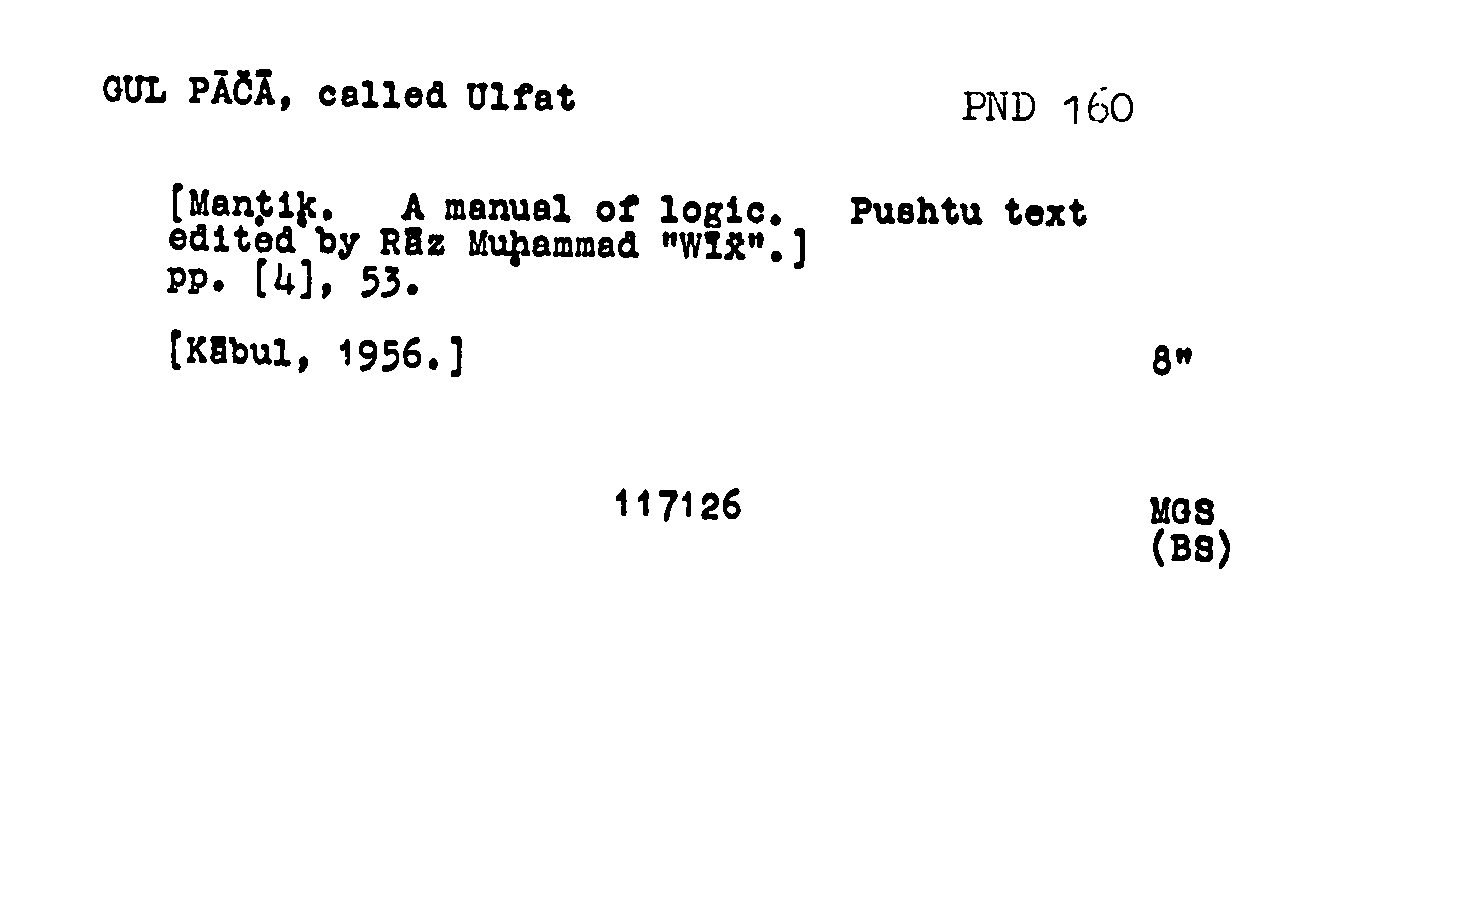 GUL PĀČĀ, called Ulfat PND 160
[Manṭiḳ. A manual of logic. Pushtu text
edited by Rāz Muḥammad "Wīx̌".]
pp. [4], 53.
[Kābul, 1956.] 8"
117126 MGS
(BS)